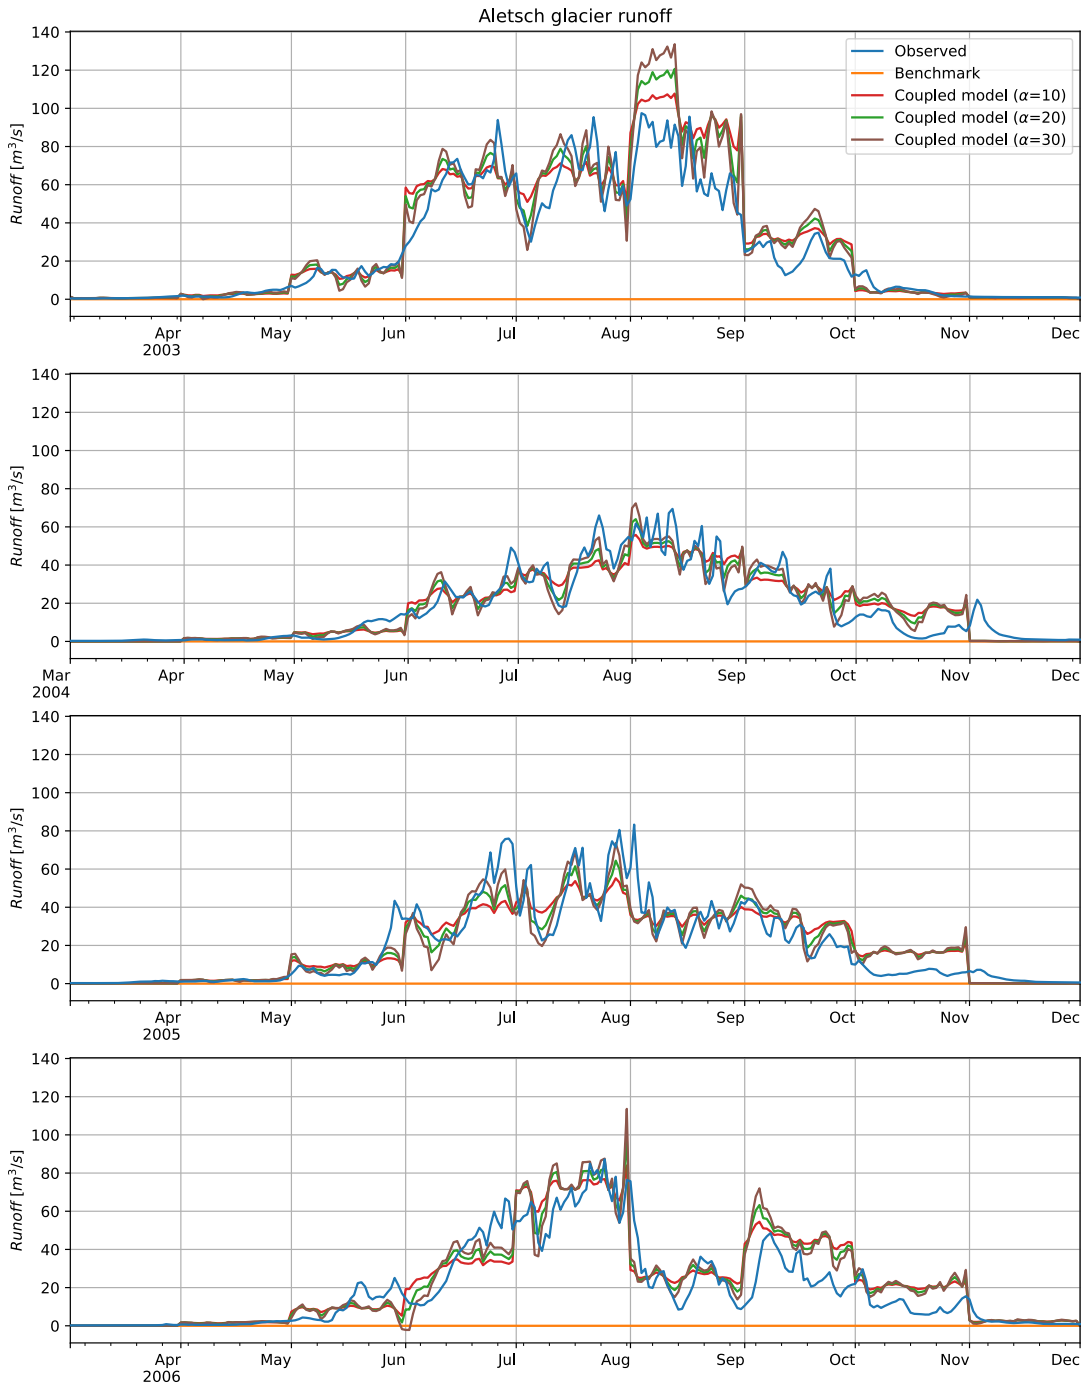 Aletsch glacier runoff
Observed
Benchmark
Coupled model (α=10)
Coupled model (α=20)
Coupled model (α=30)
Runoff [m³/s]
140
120
100
80
60
40
20
0
Apr May Jun Jul Aug Sep Oct Nov Dec
2003
Runoff [m³/s]
140
120
100
80
60
40
20
0
Mar Apr May Jun Jul Aug Sep Oct Nov Dec
2004
Runoff [m³/s]
140
120
100
80
60
40
20
0
Apr May Jun Jul Aug Sep Oct Nov Dec
2005
Runoff [m³/s]
140
120
100
80
60
40
20
0
Apr May Jun Jul Aug Sep Oct Nov Dec
2006